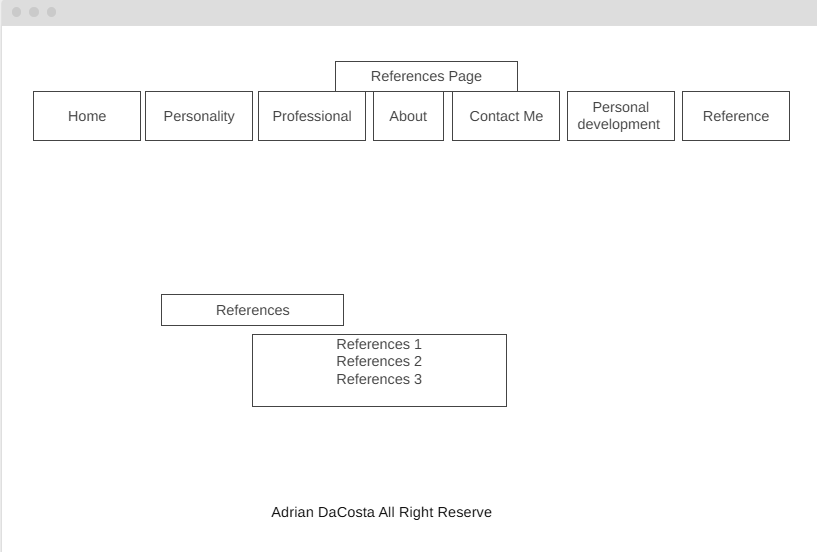 References Page
Home
Personality
Professional
About
Contact Me
Personal
development
Reference
References
References 1
References 2
References 3
Adrian DaCosta All Right Reserve